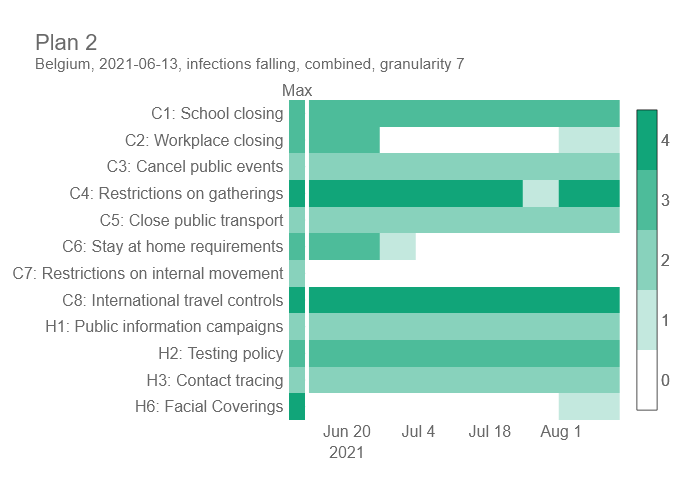 Plan 2
Belgium, 2021-06-13, infections falling, combined, granularity 7
Max
C1: School closing
C2: Workplace closing
C3: Cancel public events
C4: Restrictions on gatherings
C5: Close public transport
C6: Stay at home requirements
C7: Restrictions on internal movement
C8: International travel controls
H1: Public information campaigns
H2: Testing policy
H3: Contact tracing
H6: Facial Coverings
4
3
2
1
0
Jun 20
2021
Jul 4
Jul 18
Aug 1